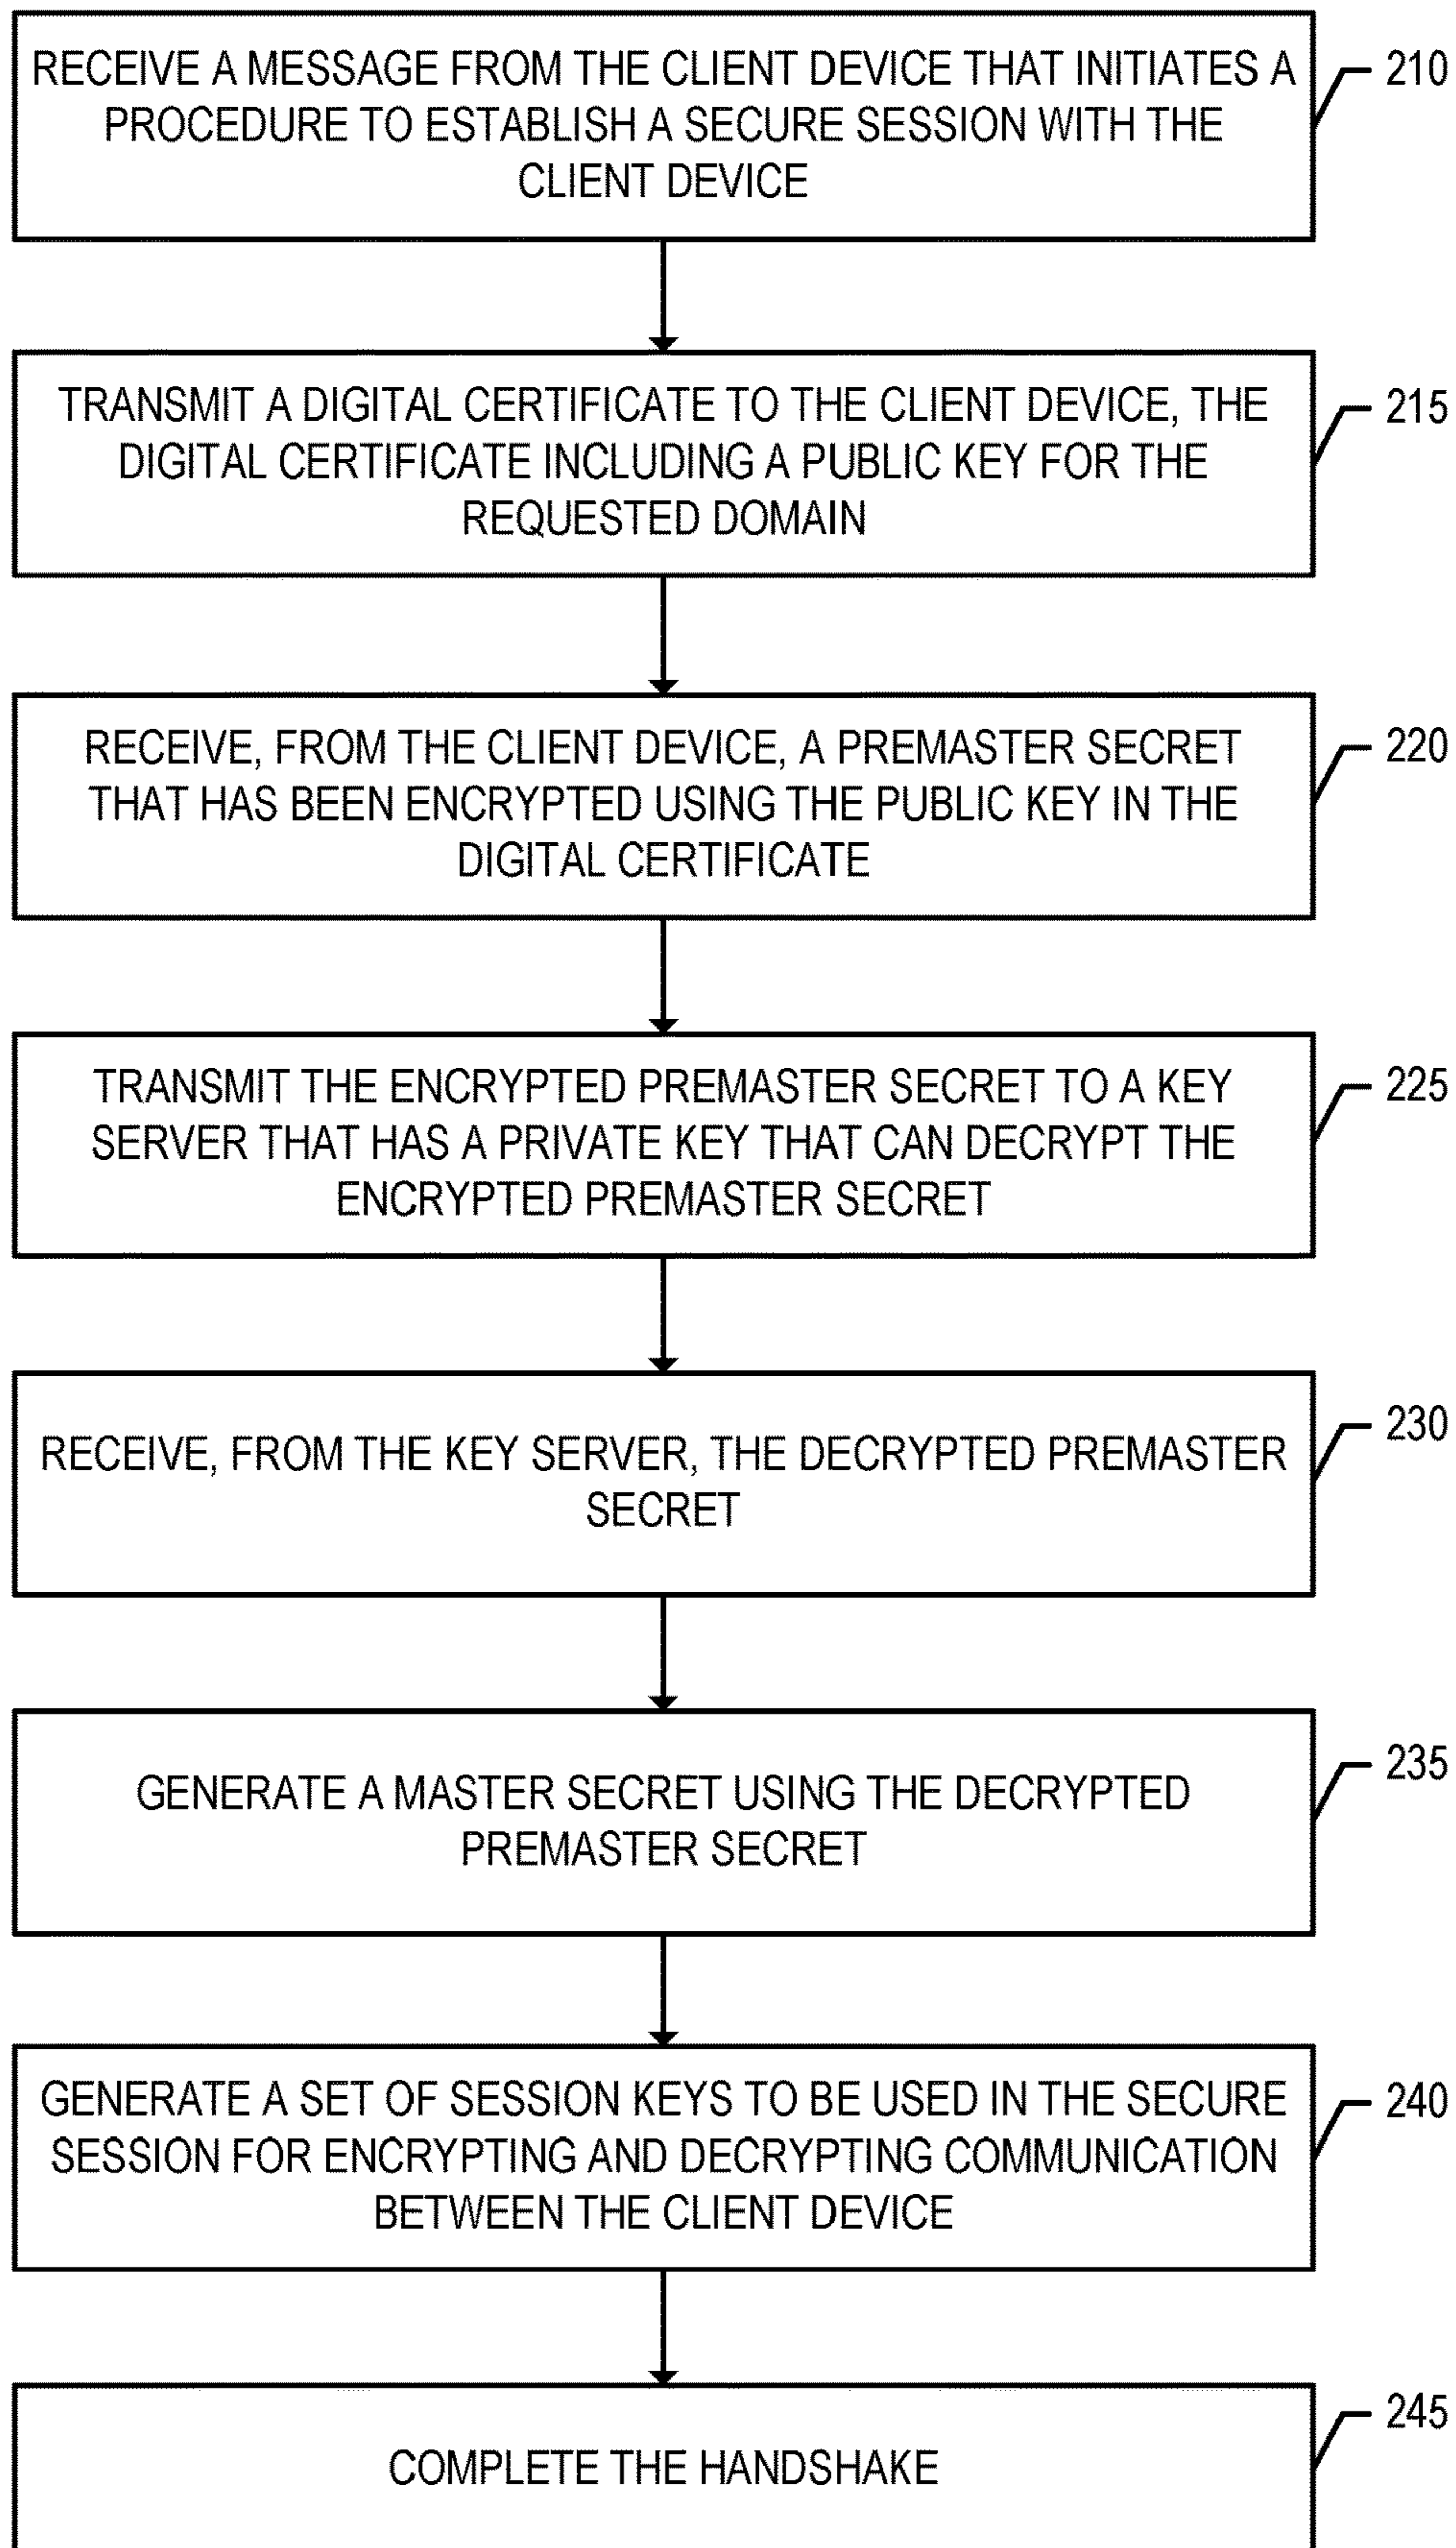 RECEIVE A MESSAGE FROM THE CLIENT DEVICE THAT INITIATES A
PROCEDURE TO ESTABLISH A SECURE SESSION WITH THE
CLIENT DEVICE
210
TRANSMIT A DIGITAL CERTIFICATE TO THE CLIENT DEVICE, THE
DIGITAL CERTIFICATE INCLUDING A PUBLIC KEY FOR THE
REQUESTED DOMAIN
215
RECEIVE, FROM THE CLIENT DEVICE, A PREMASTER SECRET
THAT HAS BEEN ENCRYPTED USING THE PUBLIC KEY IN THE
DIGITAL CERTIFICATE
220
TRANSMIT THE ENCRYPTED PREMASTER SECRET TO A KEY
SERVER THAT HAS A PRIVATE KEY THAT CAN DECRYPT THE
ENCRYPTED PREMASTER SECRET
225
RECEIVE, FROM THE KEY SERVER, THE DECRYPTED PREMASTER
SECRET
230
GENERATE A MASTER SECRET USING THE DECRYPTED
PREMASTER SECRET
235
GENERATE A SET OF SESSION KEYS TO BE USED IN THE SECURE
SESSION FOR ENCRYPTING AND DECRYPTING COMMUNICATION
BETWEEN THE CLIENT DEVICE
240
COMPLETE THE HANDSHAKE
245